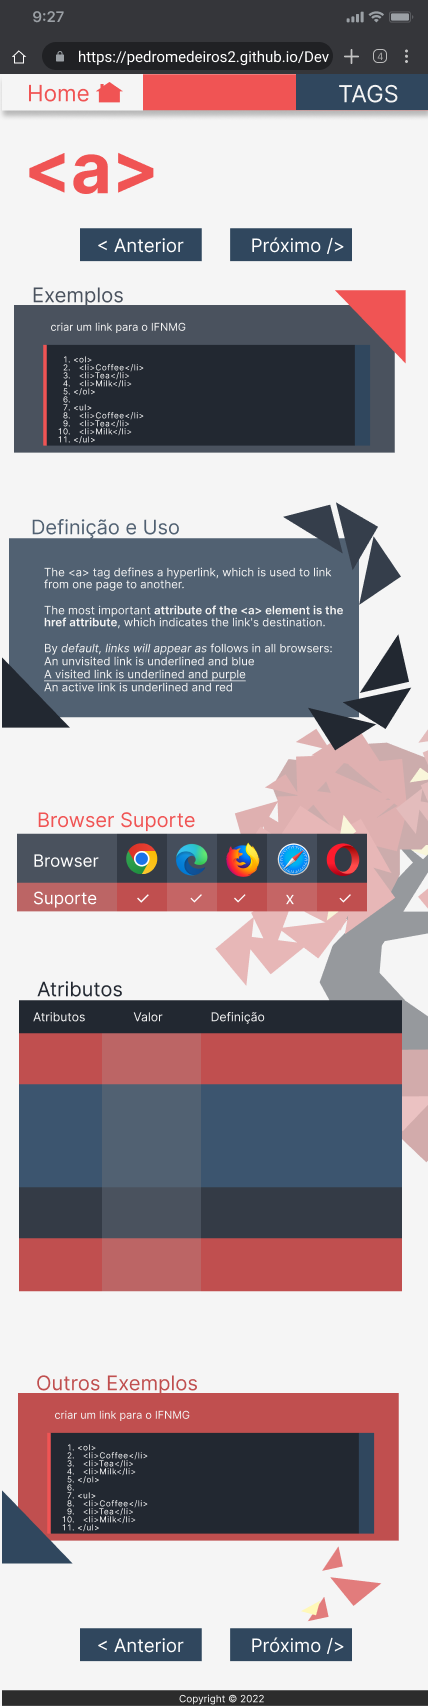 9:27
https://pedromedeiros2.github.io/Dev
4
Home
TAGS
<a>
< Anterior
Próximo />
Exemplos
criar um link para o IFNMG
1. <ol>
2. <li>Coffee</li>
3. <li>Tea</li>
4. <li>Milk</li>
5. </ol>
6.
7. <ul>
8. <li>Coffee</li>
9. <li>Tea</li>
10. <li>Milk</li>
11. </ul>
Definição e Uso
The <a> tag defines a hyperlink, which is used to link
from one page to another.
The most important attribute of the <a> element is the
href attribute, which indicates the link's destination.
By default, links will appear as follows in all browsers:
An unvisited link is underlined and blue
A visited link is underlined and purple
An active link is underlined and red
Browser Suporte
Browser
Suporte ✓ ✓ ✓ x ✓
Atributos
Atributos Valor Definição
Outros Exemplos
criar um link para o IFNMG
1. <ol>
2. <li>Coffee</li>
3. <li>Tea</li>
4. <li>Milk</li>
5. </ol>
6.
7. <ul>
8. <li>Coffee</li>
9. <li>Tea</li>
10. <li>Milk</li>
11. </ul>
< Anterior
Próximo />
Copyright © 2022